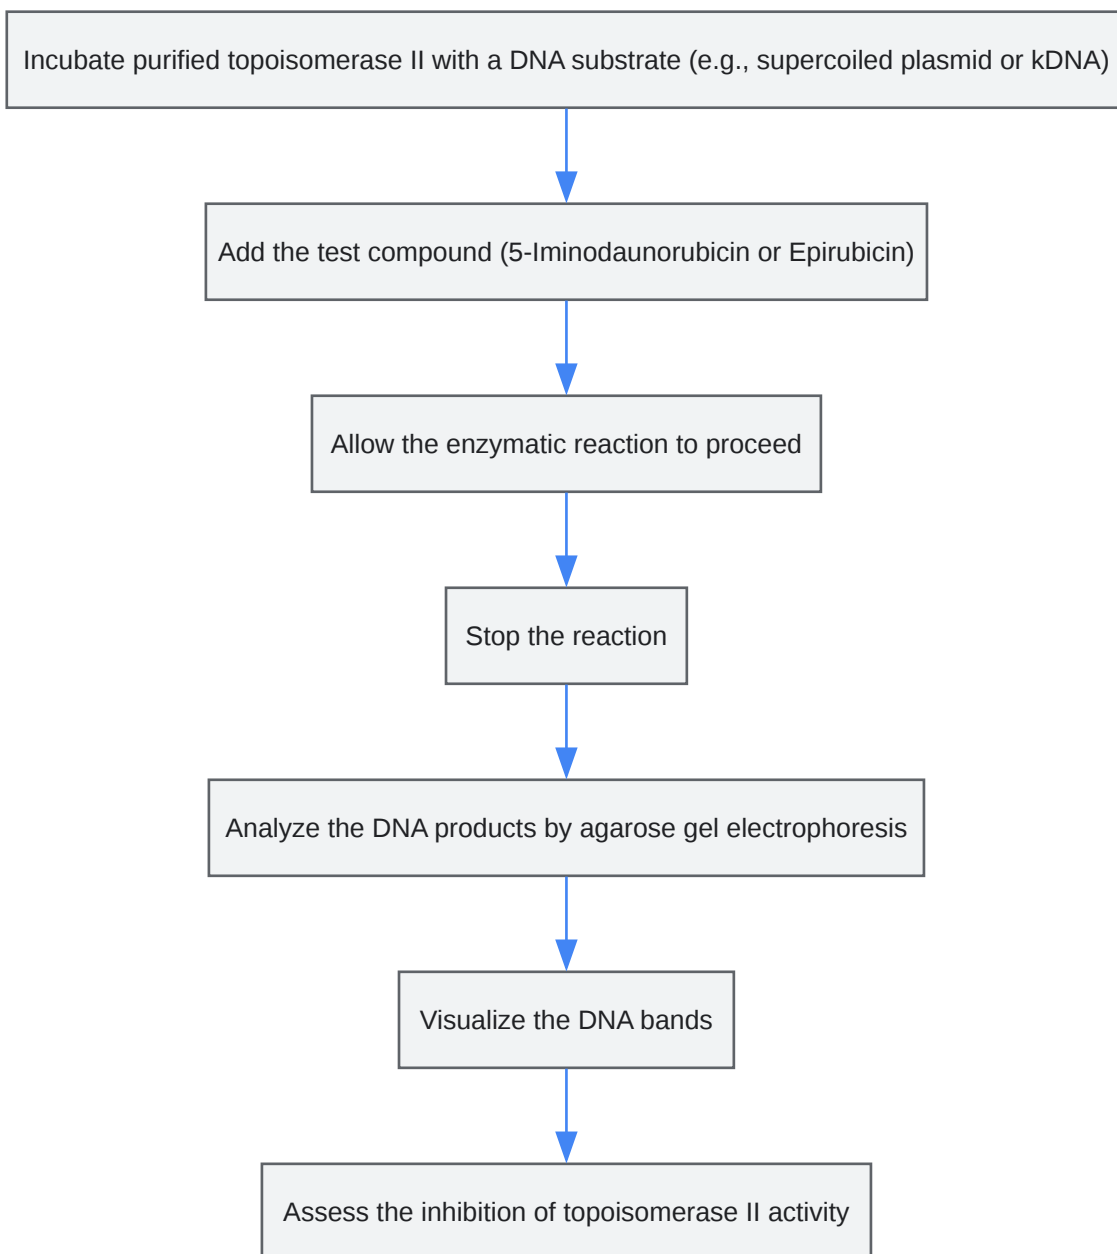 Incubate purified topoisomerase II with a DNA substrate (e.g., supercoiled plasmid or kDNA)
Add the test compound (5-Iminodaunorubicin or Epirubicin)
Allow the enzymatic reaction to proceed
Stop the reaction
Analyze the DNA products by agarose gel electrophoresis
Visualize the DNA bands
Assess the inhibition of topoisomerase II activity